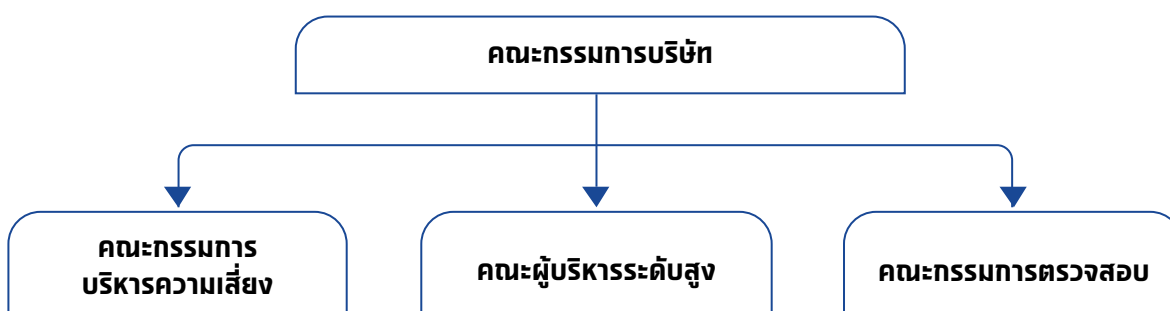 คณะกรรมการบริษัท
คณะกรรมการ
บริหารความเสี่ยง
คณะผู้บริหารระดับสูง
คณะกรรมการตรวจสอบ